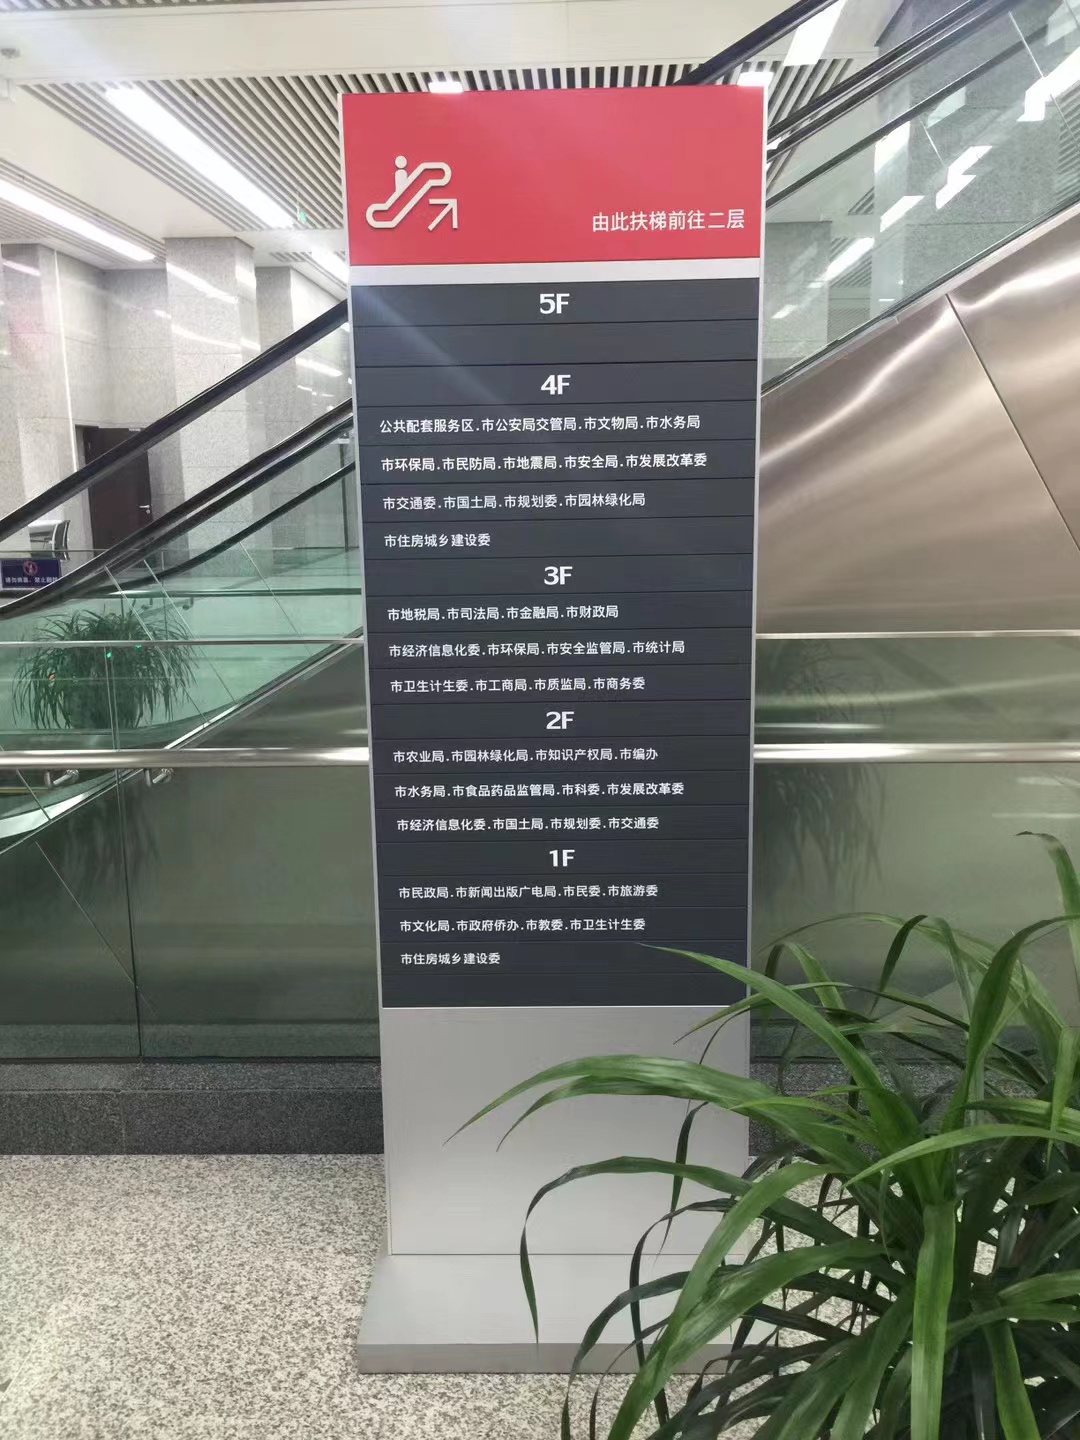 由此扶梯前往二层
5F
4F
公共配套服务区.市公安局交管局.市文物局.市水务局
市环保局.市民防局.市地震局.市安全局.市发展改革委
市交通委.市国土局.市规划委.市园林绿化局
市住房城乡建设委
3F
市地税局.市司法局.市金融局.市财政局
市经济信息化委.市环保局.市安全监管局.市统计局
市卫生计生委.市工商局.市质监局.市商务委
2F
市农业局.市园林绿化局.市知识产权局.市编办
市水务局.市食品药品监管局.市科委.市发展改革委
市经济信息化委.市国土局.市规划委.市交通委
1F
市民政局.市新闻出版广电局.市民委.市旅游委
市文化局.市政府侨办.市教委.市卫生计生委
市住房城乡建设委